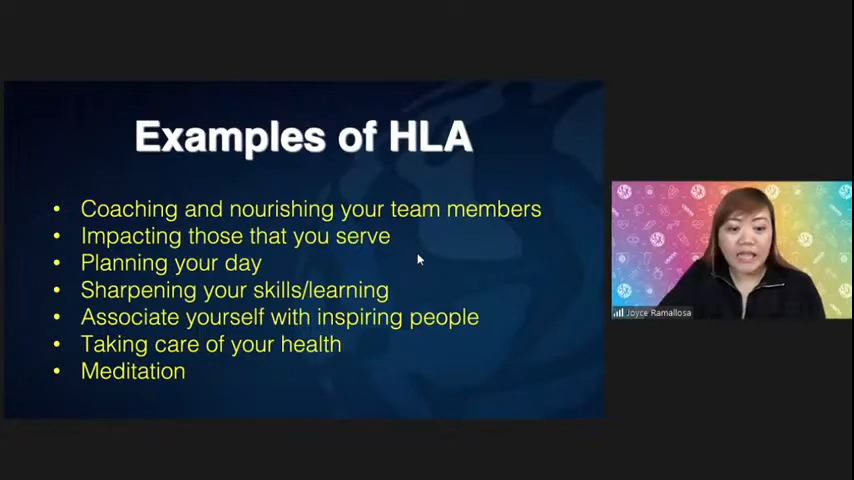 Examples of HLA
• Coaching and nourishing your team members
• Impacting those that you serve
• Planning your day
• Sharpening your skills/learning
• Associate yourself with inspiring people
• Taking care of your health
• Meditation
Joyce Ramallosa